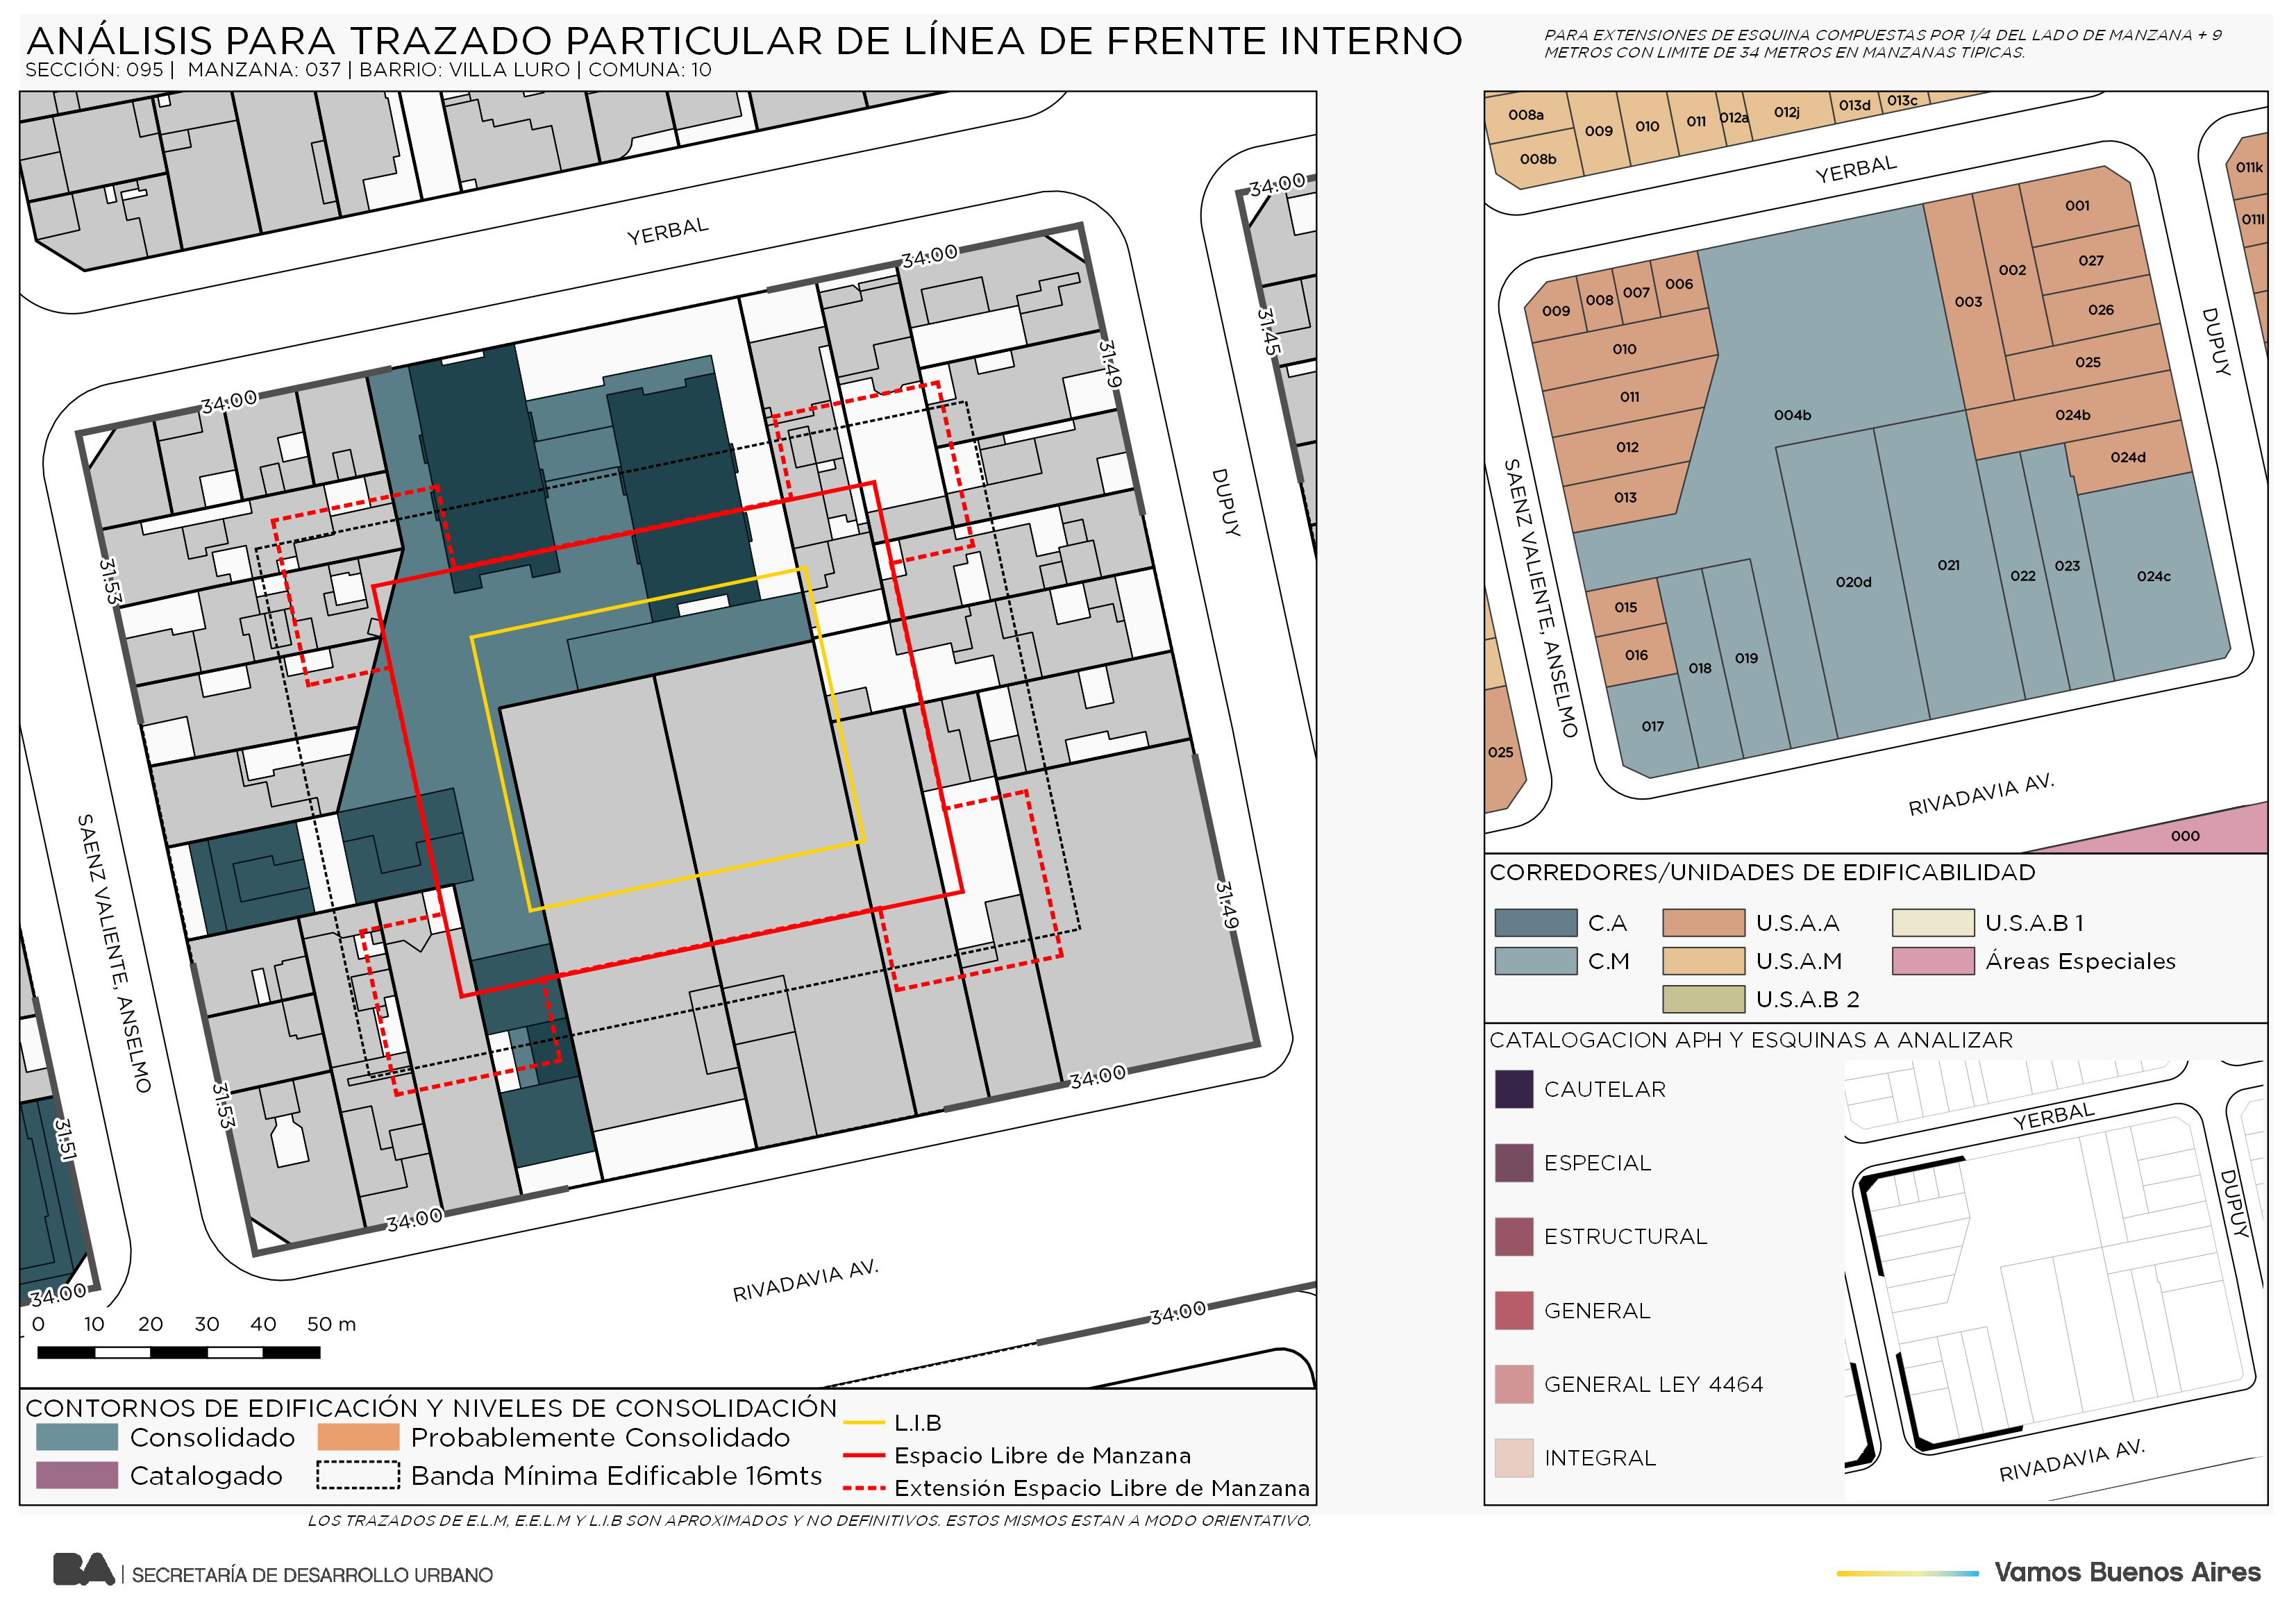 ANÁLISIS PARA TRAZADO PARTICULAR DE LÍNEA DE FRENTE INTERNO
SECCIÓN: 095 | MANZANA: 037 | BARRIO: VILLA LURO | COMUNA: 10
PARA EXTENSIONES DE ESQUINA COMPUESTAS POR 1/4 DEL LADO DE MANZANA + 9
METROS CON LIMITE DE 34 METROS EN MANZANAS TIPICAS.
34.00
YERBAL
34.00
31.45
31.49
34.00
31.53
DUPUY
SAENZ VALIENTE, ANSELMO
31.49
31.53
34.00
31.51
34.00
RIVADAVIA AV.
34.00
34.00
0 10 20 30 40 50 m
CONTORNOS DE EDIFICACIÓN Y NIVELES DE CONSOLIDACIÓN
Consolidado
Probablemente Consolidado
Catalogado
Banda Mínima Edificable 16mts
L.I.B
Espacio Libre de Manzana
Extensión Espacio Libre de Manzana
LOS TRAZADOS DE E.L.M, E.E.L.M Y L.I.B SON APROXIMADOS Y NO DEFINITIVOS. ESTOS MISMOS ESTAN A MODO ORIENTATIVO.
008a
008b
009
010
011
012a
012j
013d
013c
YERBAL
011k
011l
001
002
003
027
026
025
024b
024d
DUPUY
009
008
007
006
010
011
012
013
004b
SAENZ VALIENTE, ANSELMO
015
016
017
018
019
020d
021
022
023
024c
025
RIVADAVIA AV.
000
CORREDORES/UNIDADES DE EDIFICABILIDAD
C.A
U.S.A.A
U.S.A.B 1
C.M
U.S.A.M
Áreas Especiales
U.S.A.B 2
CATALOGACION APH Y ESQUINAS A ANALIZAR
CAUTELAR
ESPECIAL
ESTRUCTURAL
GENERAL
GENERAL LEY 4464
INTEGRAL
YERBAL
DUPUY
RIVADAVIA AV.
BA | SECRETARÍA DE DESARROLLO URBANO
Vamos Buenos Aires